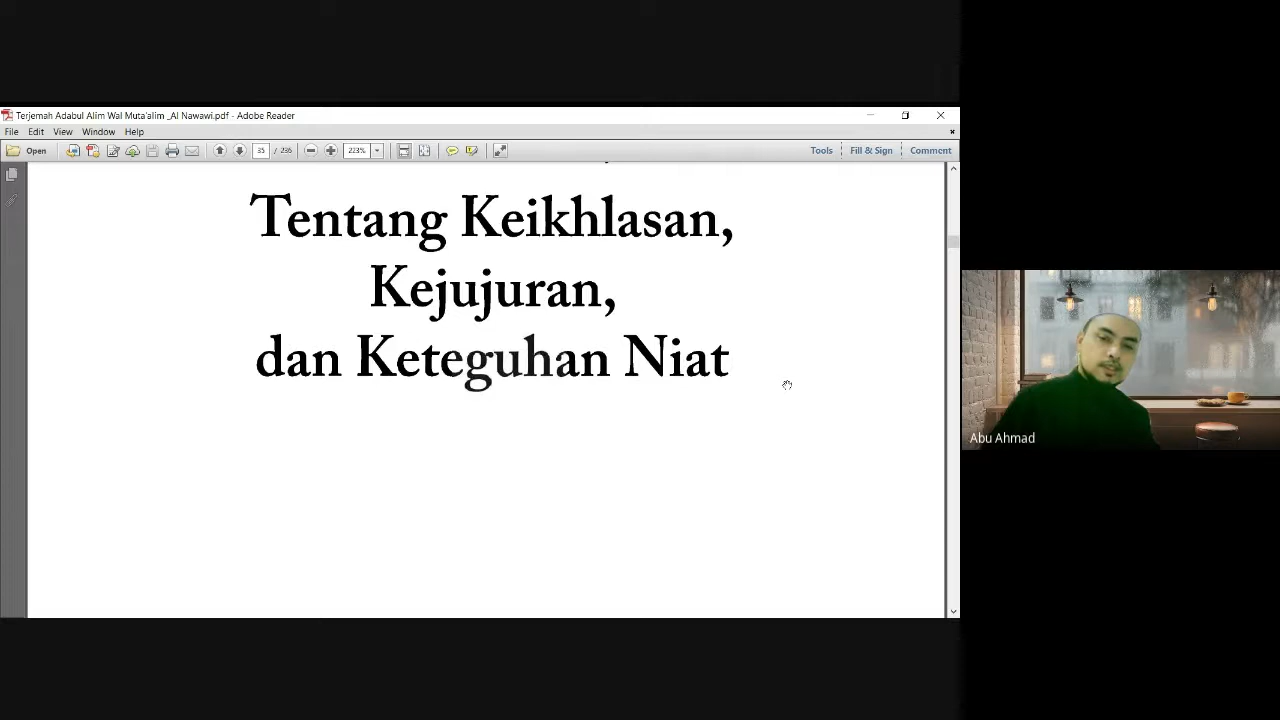 Terjemah Adabul Alim Wal Muta'alim _Al Nawawi.pdf - Adobe Reader
File Edit View Window Help
Open 35 / 236 223% Tools Fill & Sign Comment
Tentang Keikhlasan,
Kejujuran,
dan Keteguhan Niat
Abu Ahmad